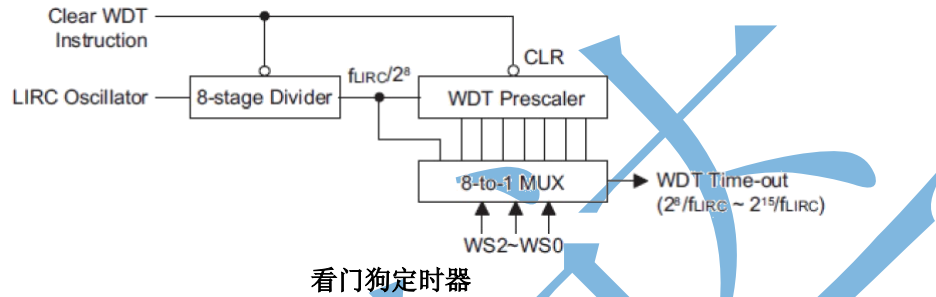 Clear WDT
Instruction
CLR
fLIRC/2⁸
LIRC Oscillator
8-stage Divider
WDT Prescaler
8-to-1 MUX
WDT Time-out
(2⁸/fLIRC ~ 2¹⁵/fLIRC)
WS2~WS0
看门狗定时器